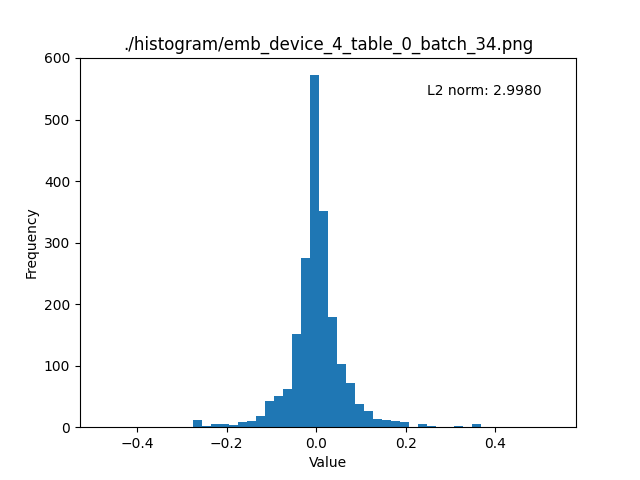 ./histogram/emb_device_4_table_0_batch_34.png
L2 norm: 2.9980
600
500
400
300
200
100
0
Frequency
−0.4 −0.2 0.0 0.2 0.4
Value